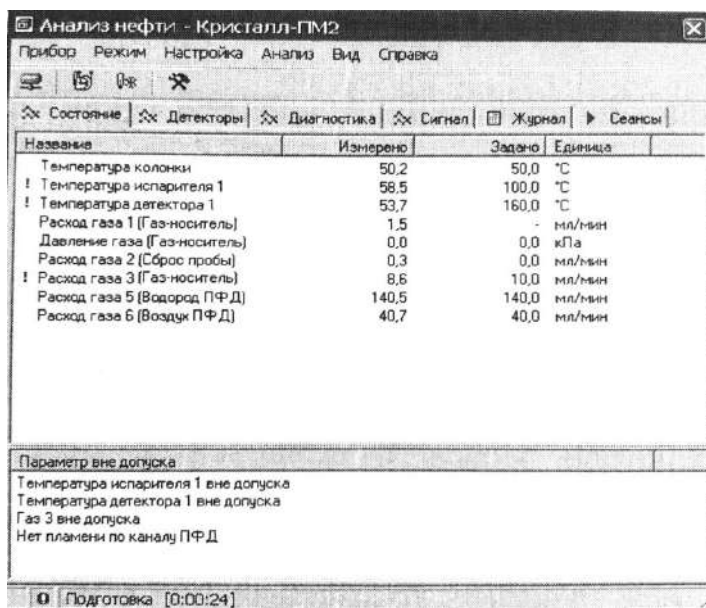 Анализ нефти - Кристалл-ПМ2
Прибор Режим Настройка Анализ Вид Справка
Состояние Детекторы Диагностика Сигнал Журнал Сеансы
Название Измерено Задано Единица
Температура колонки 50,2 50,0 °C
! Температура испарителя 1 58,5 100,0 °C
! Температура детектора 1 53,7 160,0 °C
Расход газа 1 (Газ-носитель) 1,5 - мл/мин
Давление газа (Газ-носитель) 0,0 0,0 кПа
Расход газа 2 (Сброс пробы) 0,3 0,0 мл/мин
! Расход газа 3 (Газ-носитель) 8,6 10,0 мл/мин
Расход газа 5 (Водород ПФД) 140,5 140,0 мл/мин
Расход газа 6 (Воздух ПФД) 40,7 40,0 мл/мин
Параметр вне допуска
Температура испарителя 1 вне допуска
Температура детектора 1 вне допуска
Газ 3 вне допуска
Нет пламени по каналу ПФД
Подготовка [0:00:24]